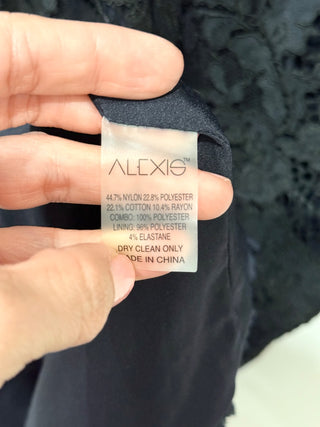 ALEXIS™
44.7% NYLON 22.8% POLYESTER
22.1% COTTON 10.4% RAYON
COMBO: 100% POLYESTER
LINING: 96% POLYESTER
4% ELASTANE
DRY CLEAN ONLY
MADE IN CHINA